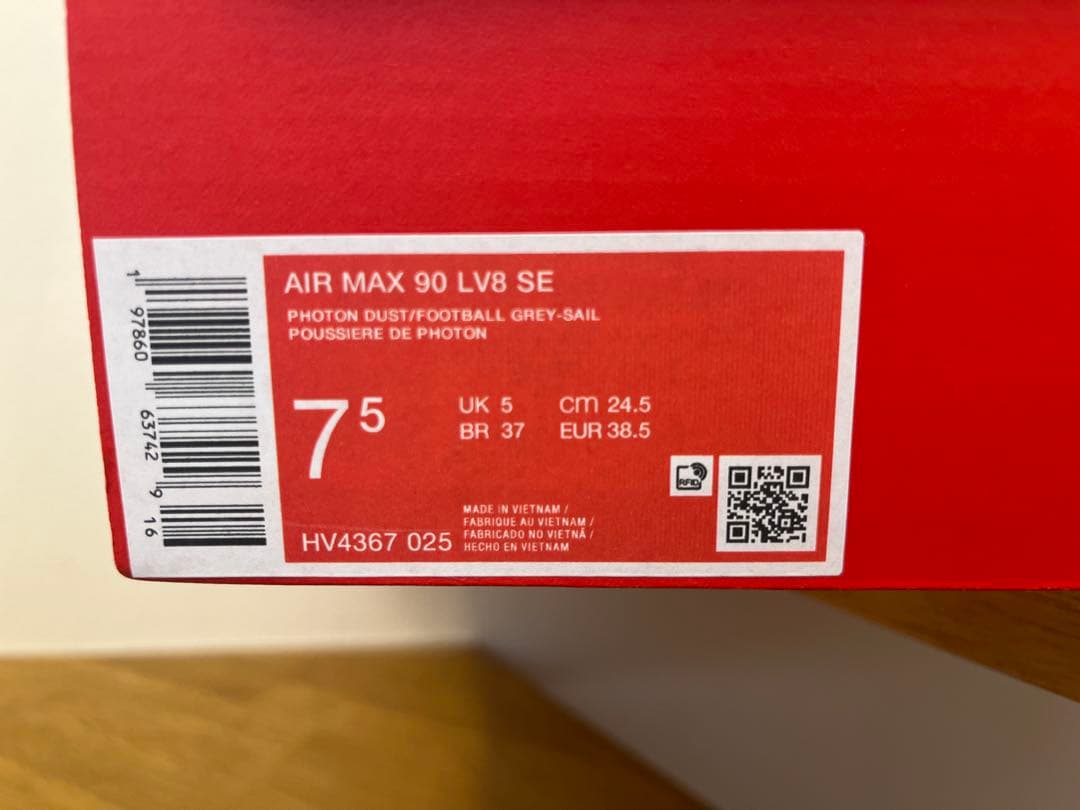 AIR MAX 90 LV8 SE
PHOTON DUST/FOOTBALL GREY-SAIL
POUSSIERE DE PHOTON
7 5
UK 5 cm 24.5
BR 37 EUR 38.5
RFID
MADE IN VIETNAM /
FABRIQUE AU VIETNAM /
FABRICADO NO VIETNÃ /
HECHO EN VIETNAM
HV4367 025
1 97860 63742 9 16